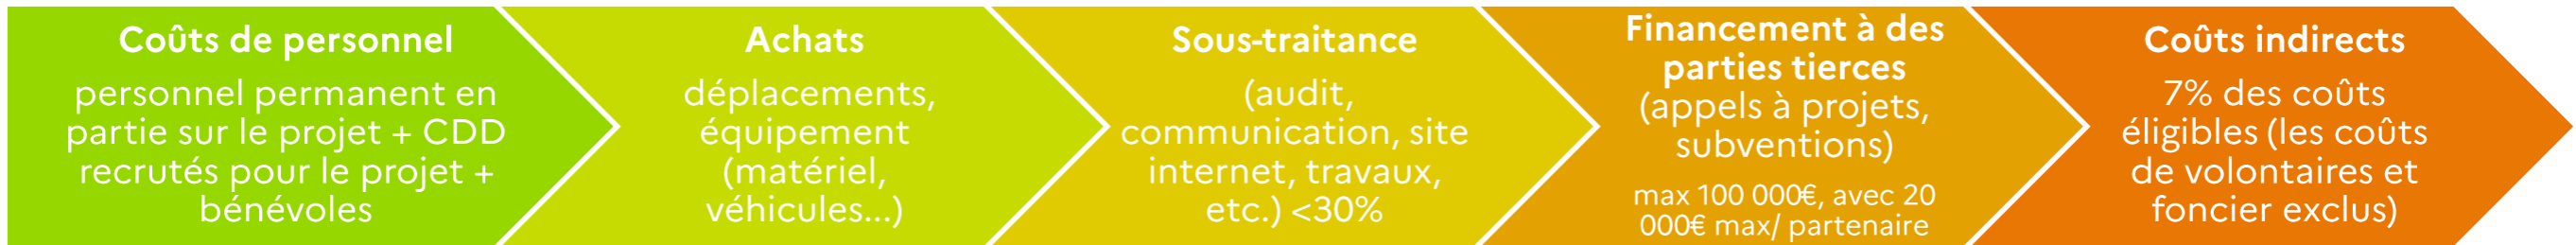 Coûts de personnel
personnel permanent en
partie sur le projet + CDD
recrutés pour le projet +
bénévoles
Achats
déplacements,
équipement
(matériel,
véhicules...)
Sous-traitance
(audit,
communication, site
internet, travaux,
etc.) <30%
Financement à des
parties tierces
(appels à projets,
subventions)
max 100 000€, avec 20
000€ max/ partenaire
Coûts indirects
7% des coûts
éligibles (les coûts
de volontaires et
foncier exclus)